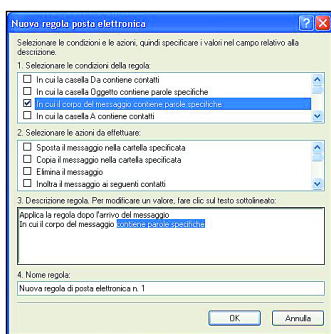 Nuova regola posta elettronica
Selezionare le condizioni e le azioni, quindi specificare i valori nel campo relativo alla
descrizione.
1. Selezionare le condizioni della regola:
In cui la casella Da contiene contatti
In cui la casella Oggetto contiene parole specifiche
In cui il corpo del messaggio contiene parole specifiche
In cui la casella A contiene contatti
2. Selezionare le azioni da effettuare:
Sposta il messaggio nella cartella specificata
Copia il messaggio nella cartella specificata
Elimina il messaggio
Inoltra il messaggio ai seguenti contatti
3. Descrizione regola. Per modificare un valore, fare clic sul testo sottolineato:
Applica la regola dopo l'arrivo del messaggio
In cui il corpo del messaggio contiene parole specifiche
4. Nome regola:
Nuova regola di posta elettronica n. 1
OK Annulla